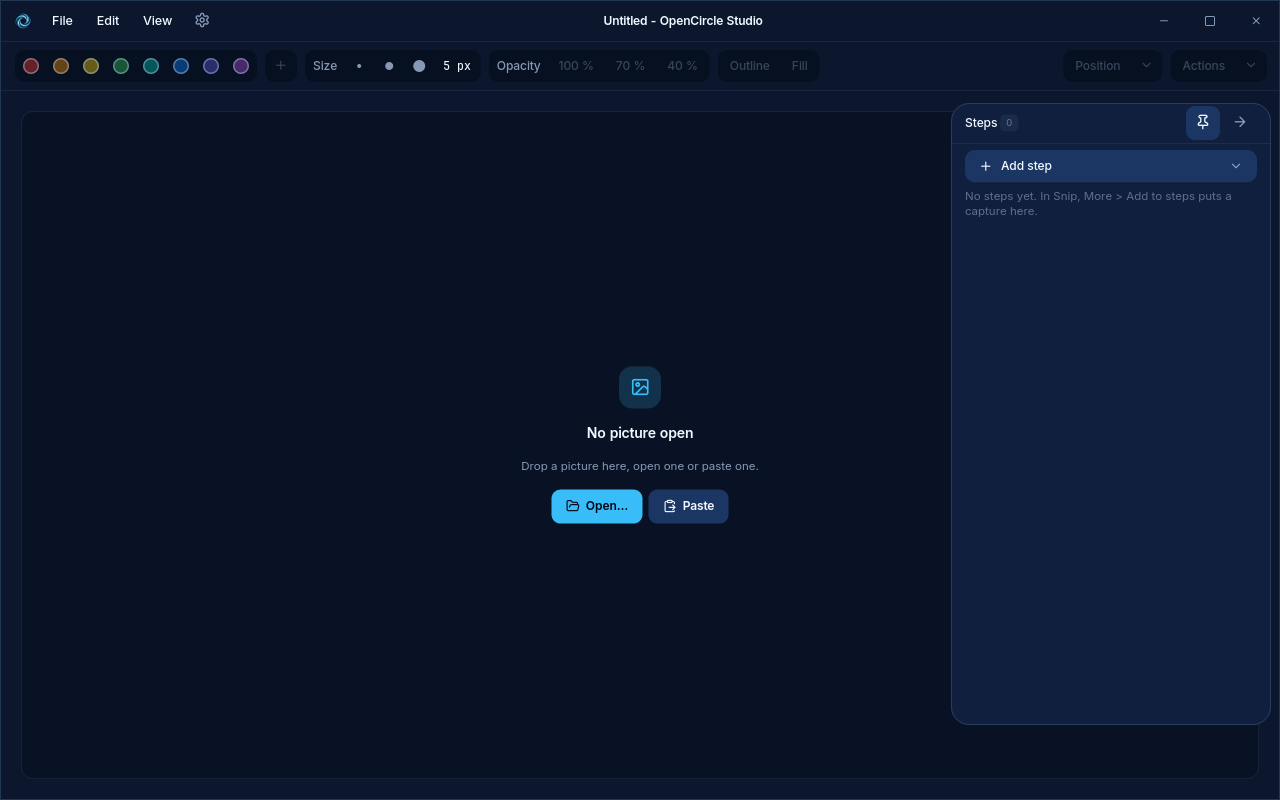 File Edit View
Untitled - OpenCircle Studio
Size 5 px
Opacity 100 % 70 % 40 %
Outline Fill
Position
Actions
Steps 0
Add step
No steps yet. In Snip, More > Add to steps puts a
capture here.
No picture open
Drop a picture here, open one or paste one.
Open...
Paste